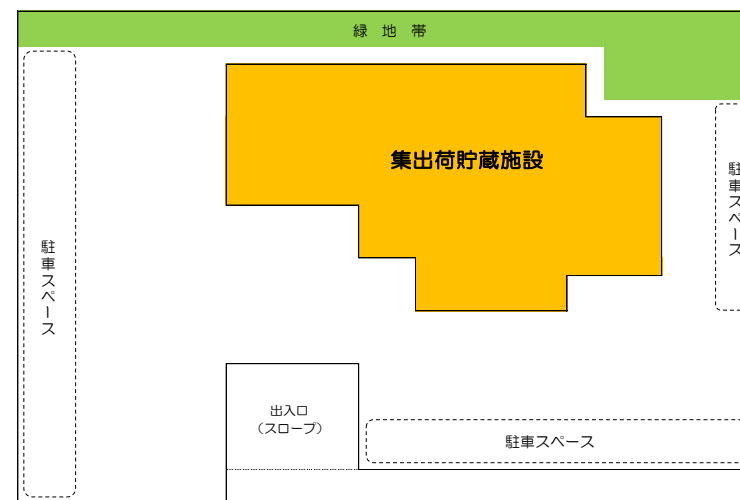 緑 地 帯
集出荷貯蔵施設
駐車スペース
駐車スペース
出入口
（スロープ）
駐車スペース